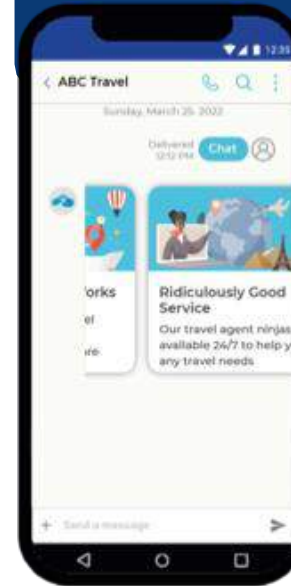 12:39
ABC Travel
Sunday, March 25, 2022
Delivered
12:12 PM
Chat
orks
el
are
Ridiculously Good
Service
Our travel agent ninjas
available 24/7 to help y
any travel needs
Send a message